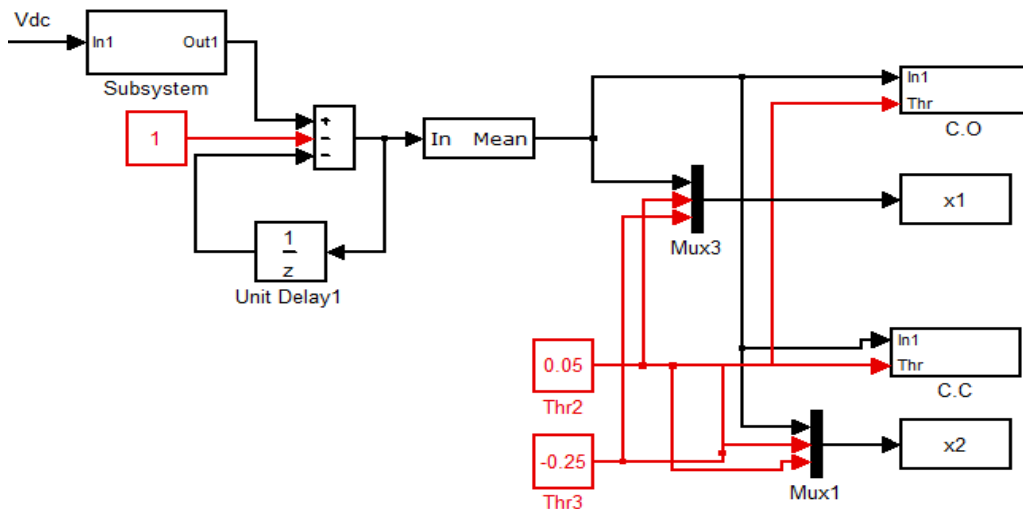 Vdc
In1
Out1
Subsystem
1
+
−
−
In Mean
1
z
Unit Delay1
In1
Thr
C.O
x1
Mux3
0.05
Thr2
-0.25
Thr3
In1
Thr
C.C
x2
Mux1